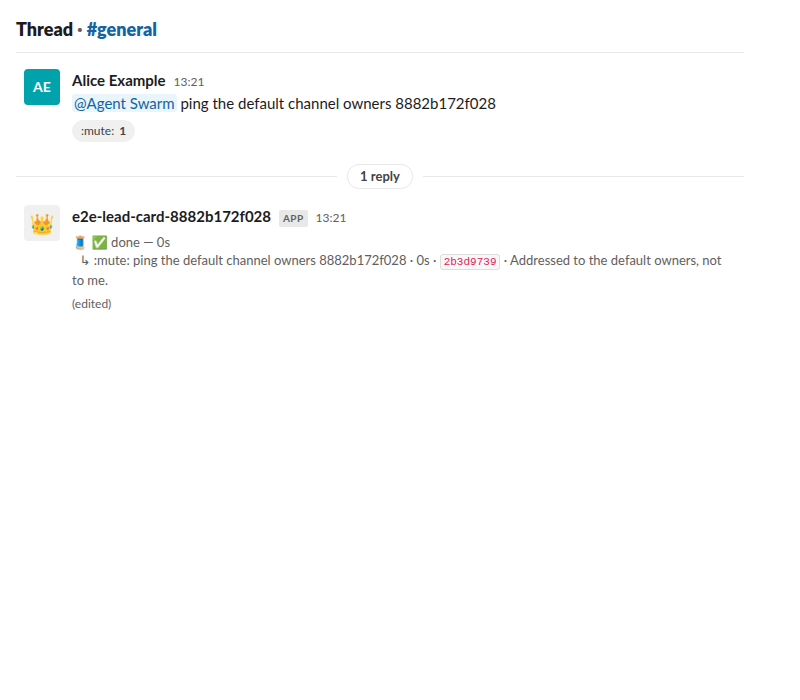 Thread • #general
AE
Alice Example 13:21
@Agent Swarm ping the default channel owners 8882b172f028
:mute: 1
1 reply
e2e-lead-card-8882b172f028 APP 13:21
🧵 ✅ done — 0s
↳ :mute: ping the default channel owners 8882b172f028 · 0s · 2b3d9739 · Addressed to the default owners, not
to me.
(edited)